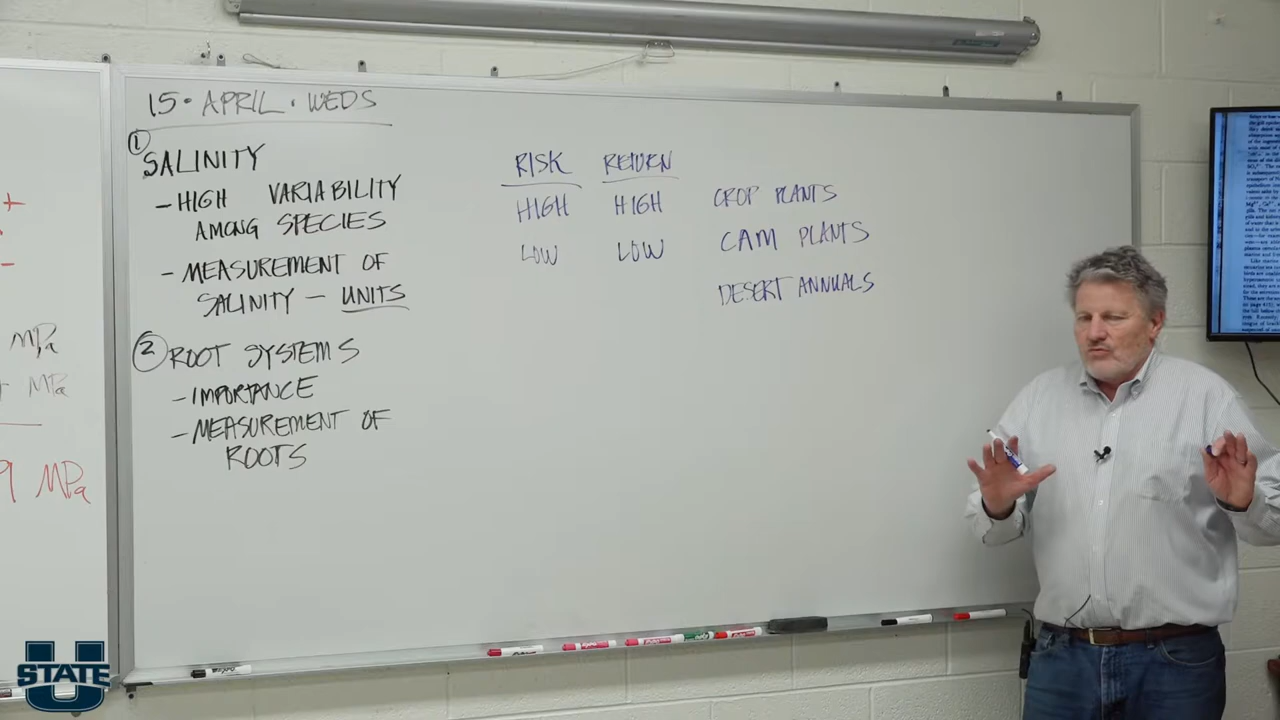 15 • APRIL • WEDS
① SALINITY
– HIGH VARIABILITY
AMONG SPECIES
– MEASUREMENT OF
SALINITY – UNITS
② ROOT SYSTEMS
– IMPORTANCE
– MEASUREMENT OF
ROOTS
RISK RETURN
HIGH HIGH CROP PLANTS
LOW LOW CAM PLANTS
DESERT ANNUALS
+
–
MPa
MPa
9 MPa
U
STATE